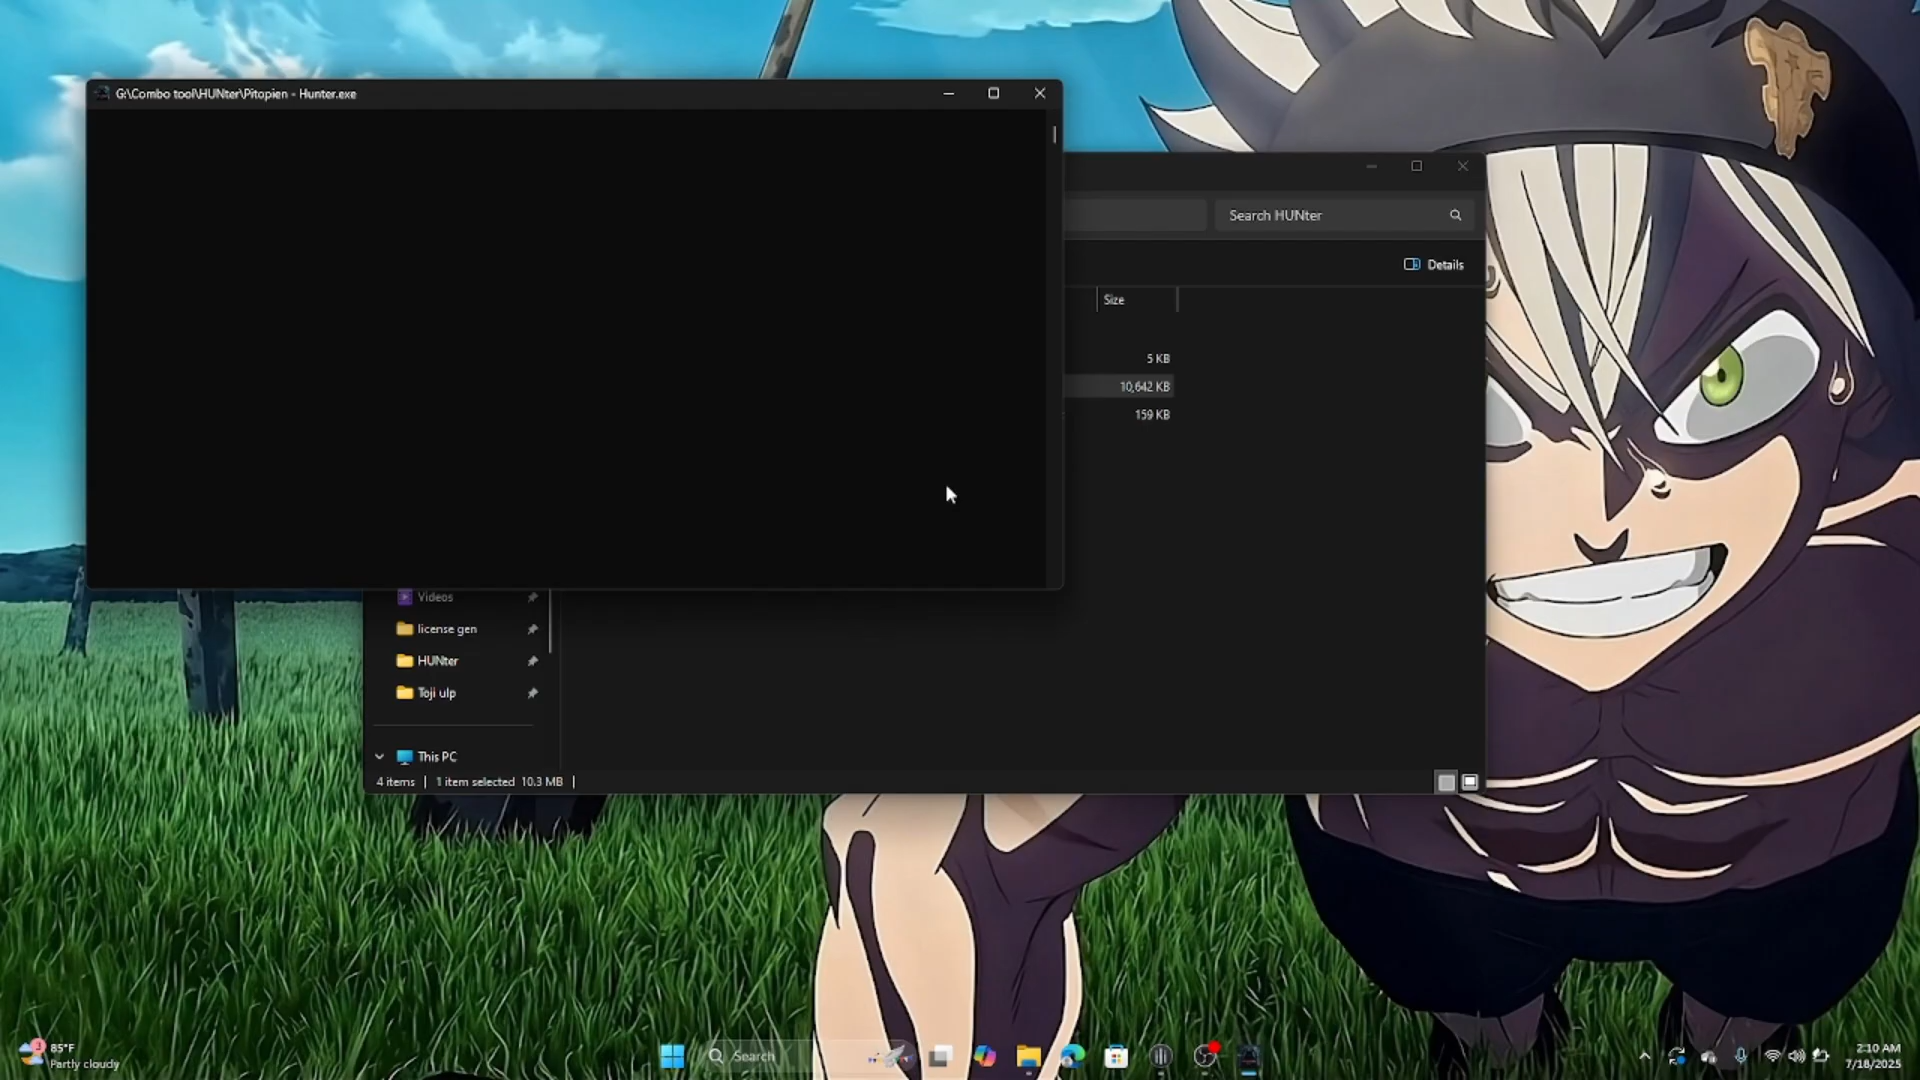 G:\Combo tool\HUNter\Pitopien - Hunter.exe
Search HUNter
Details
Size
5 KB
10,642 KB
159 KB
Videos
license gen
HUNter
Toji ulp
This PC
4 items
1 item selected 10.3 MB
85°F
Partly cloudy
Search
2:10 AM
7/18/2025